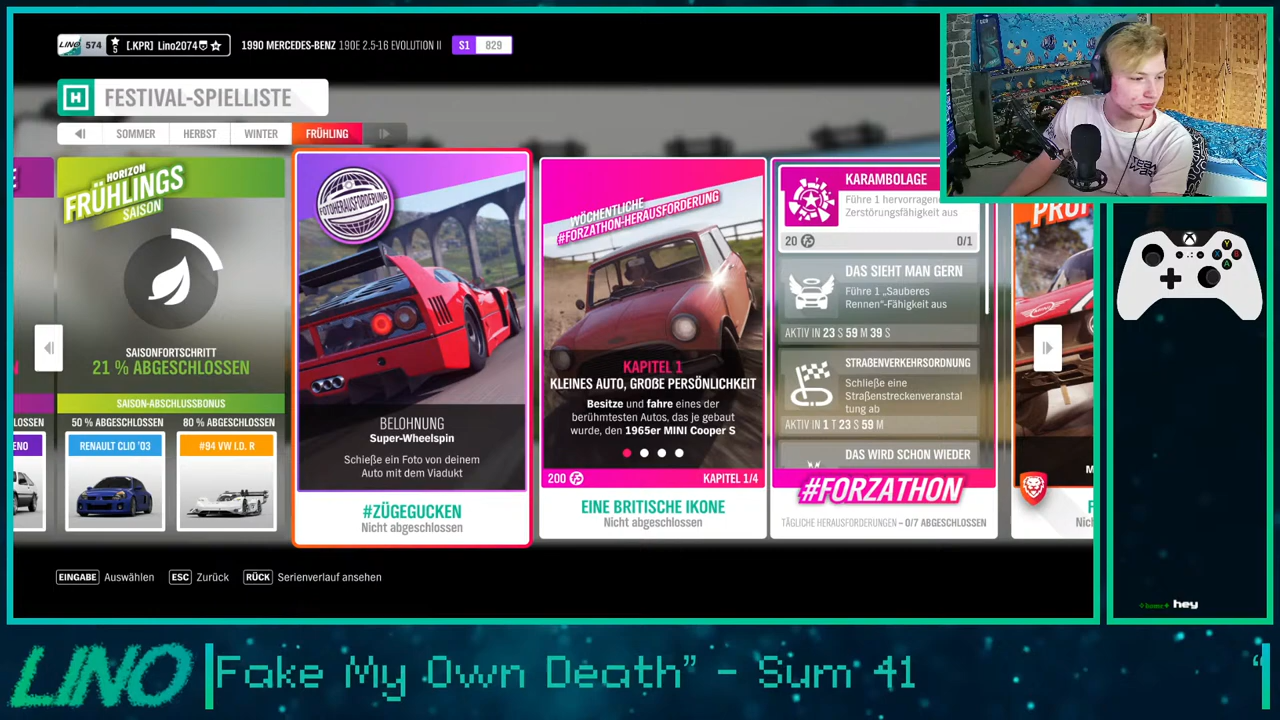 LINO 574 5 [.KPR] Lino2074 1990 MERCEDES-BENZ 190E 2.5-16 EVOLUTION II S1 829
H FESTIVAL-SPIELLISTE
SOMMER HERBST WINTER FRÜHLING
HORIZON
FRÜHLINGS
SAISON
SAISONFORTSCHRITT
21 % ABGESCHLOSSEN
SAISON-ABSCHLUSSBONUS
50 % ABGESCHLOSSEN 80 % ABGESCHLOSSEN
RENAULT CLIO '03 #94 VW I.D. R
FOTOHERAUSFORDERUNG
BELOHNUNG
Super-Wheelspin
Schieße ein Foto von deinem
Auto mit dem Viadukt
#ZÜGEGUCKEN
Nicht abgeschlossen
WÖCHENTLICHE
#FORZATHON-HERAUSFORDERUNG
KAPITEL 1
KLEINES AUTO, GROßE PERSÖNLICHKEIT
Besitze und fahre eines der
berühmtesten Autos, das je gebaut
wurde, den 1965er MINI Cooper S
200 KAPITEL 1/4
EINE BRITISCHE IKONE
Nicht abgeschlossen
KARAMBOLAGE
Führe 1 hervorragen
Zerstörungsfähigkeit aus
20 0/1
DAS SIEHT MAN GERN
Führe 1 „Sauberes
Rennen"-Fähigkeit aus
AKTIV IN 23 S 59 M 39 S
STRAßENVERKEHRSORDNUNG
Schließe eine
Straßenstreckenveranstal
tung ab
AKTIV IN 1 T 23 S 59 M
DAS WIRD SCHON WIEDER
#FORZATHON
TÄGLICHE HERAUSFORDERUNGEN – 0/7 ABGESCHLOSSEN
EINGABE Auswählen ESC Zurück RÜCK Serienverlauf ansehen
home hey
LINO Fake My Own Death" - Sum 41 "